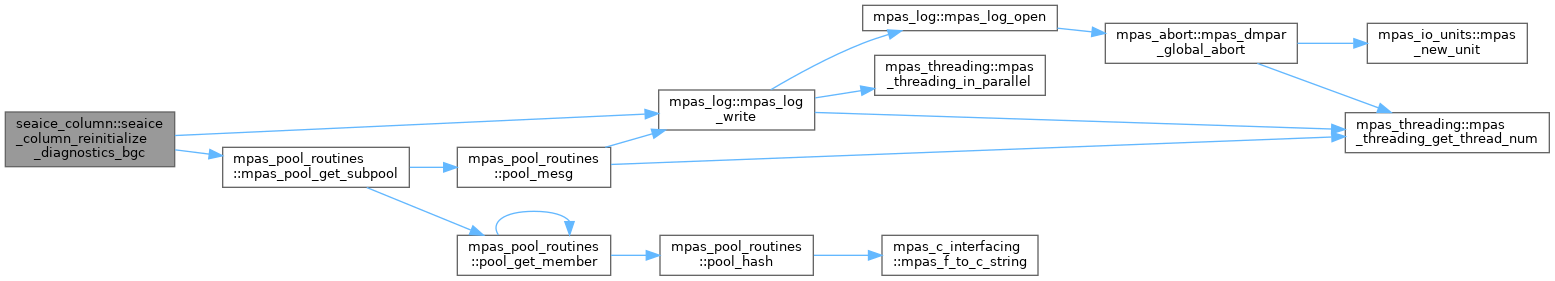 seaice_column::seaice
_column_reinitialize
_diagnostics_bgc
mpas_log::mpas_log
_write
mpas_log::mpas_log_open
mpas_abort::mpas_dmpar
_global_abort
mpas_io_units::mpas
_new_unit
mpas_threading::mpas
_threading_in_parallel
mpas_threading::mpas
_threading_get_thread_num
mpas_pool_routines
::mpas_pool_get_subpool
mpas_pool_routines
::pool_mesg
mpas_pool_routines
::pool_get_member
mpas_pool_routines
::pool_hash
mpas_c_interfacing
::mpas_f_to_c_string